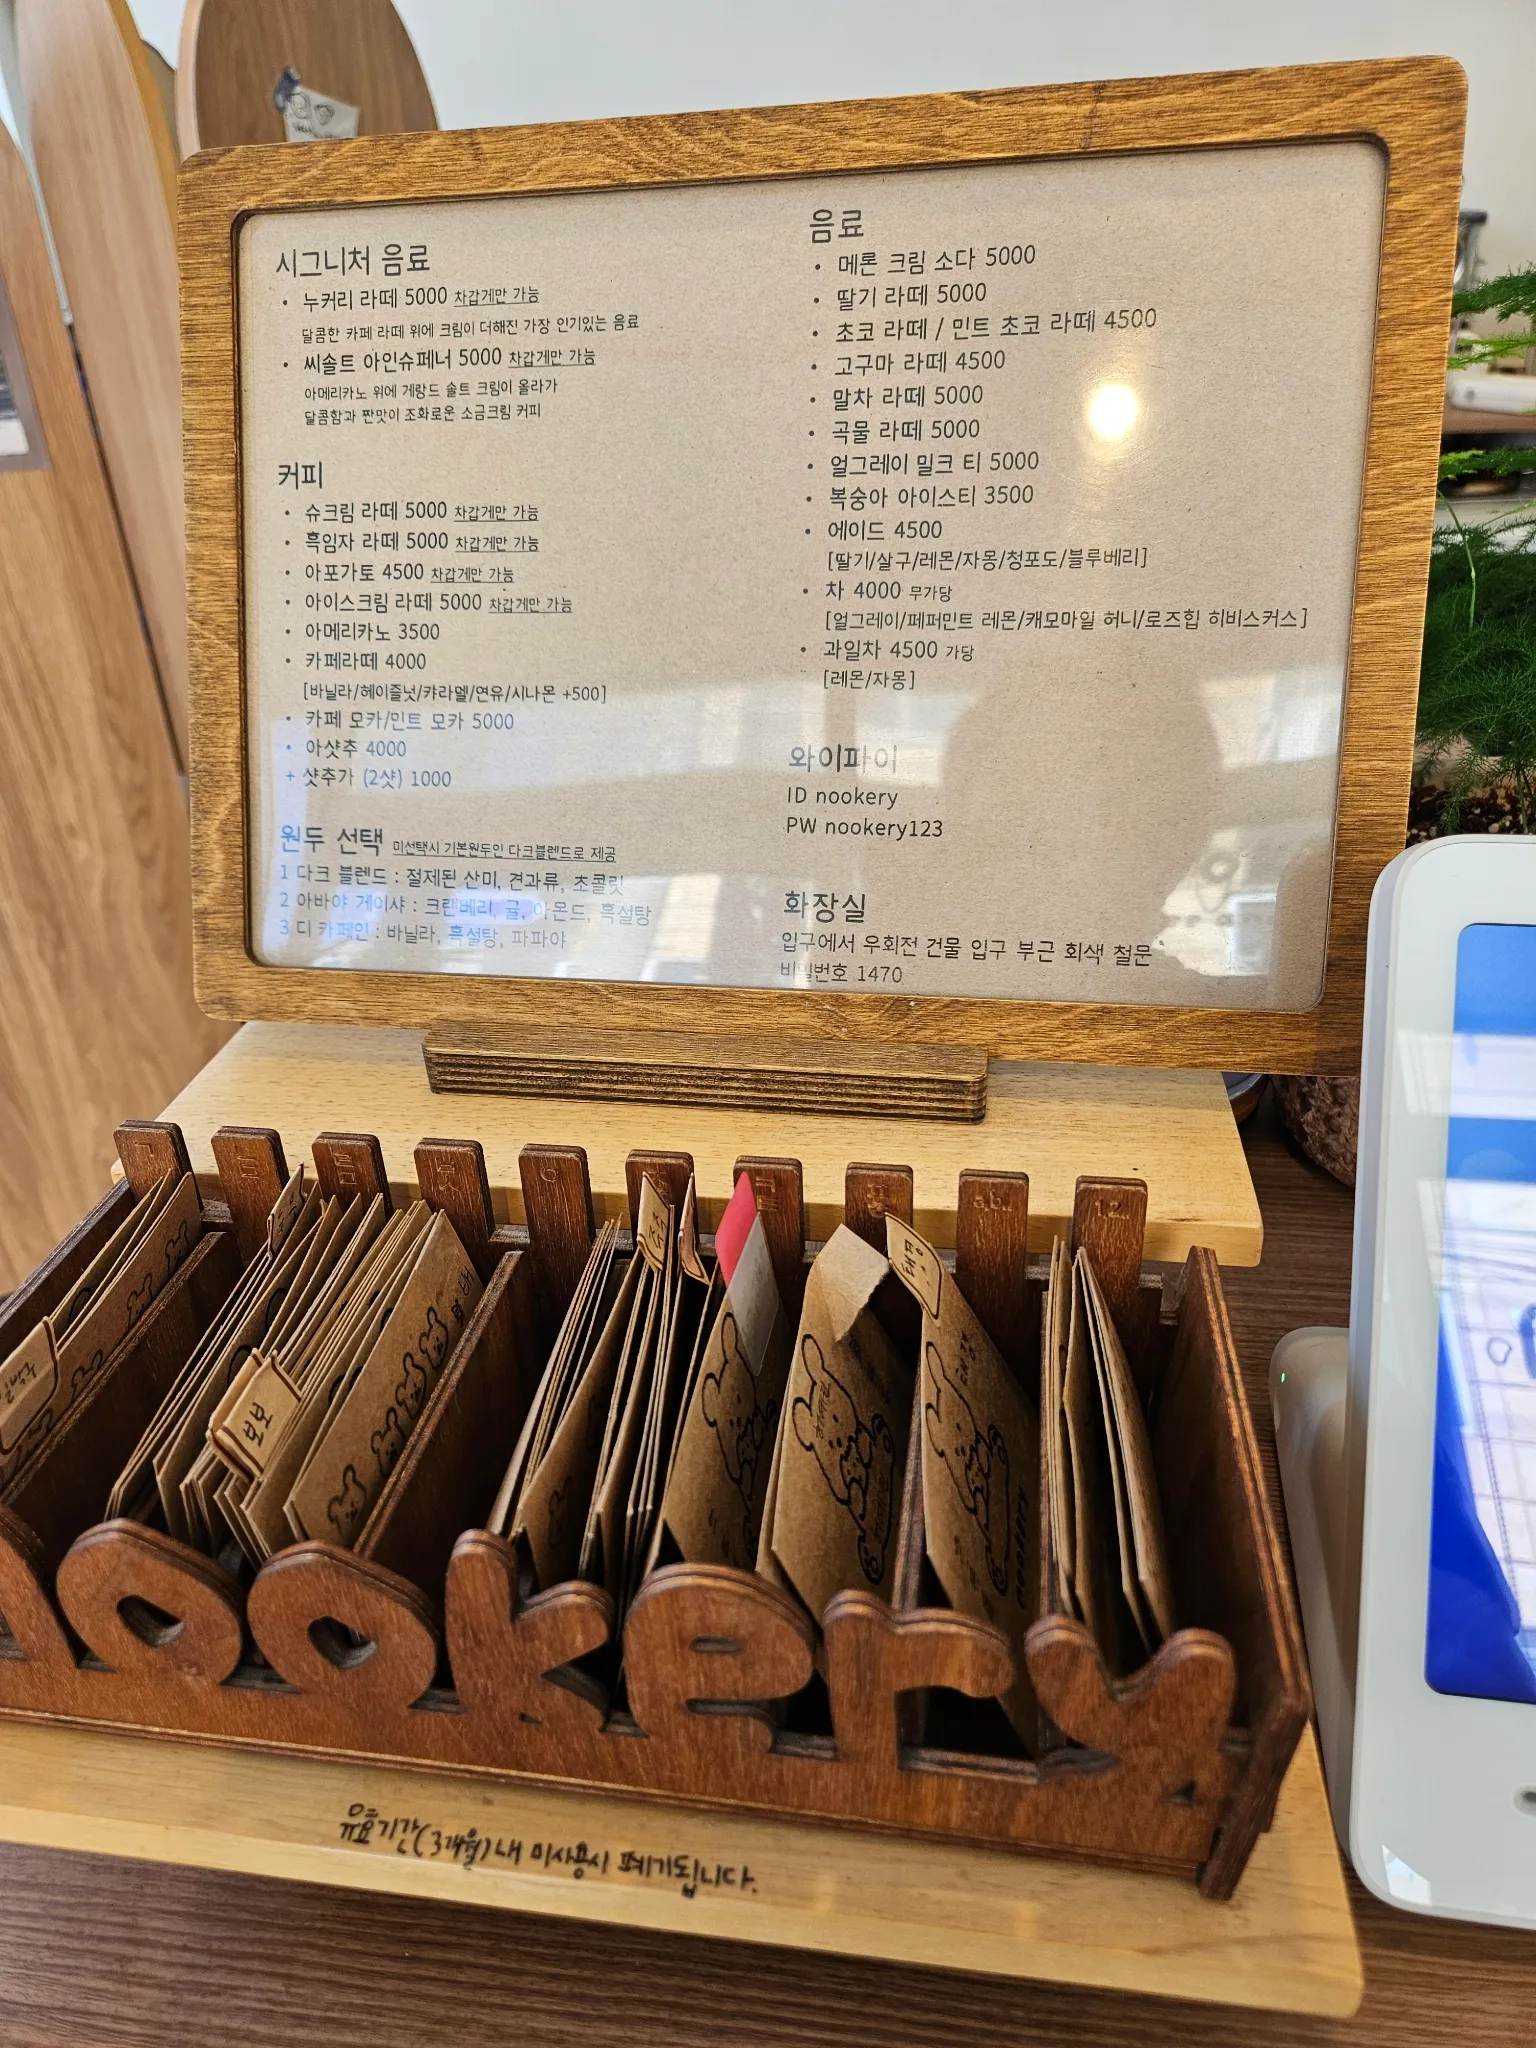 시그니처 음료
• 누커리 라떼 5000 차갑게만 가능
달콤한 카페 라떼 위에 크림이 더해진 가장 인기있는 음료
• 씨솔트 아인슈페너 5000 차갑게만 가능
아메리카노 위에 게랑드 솔트 크림이 올라가
달콤함과 짠맛이 조화로운 소금크림 커피
커피
• 슈크림 라떼 5000 차갑게만 가능
• 흑임자 라떼 5000 차갑게만 가능
• 아포가토 4500 차갑게만 가능
• 아이스크림 라떼 5000 차갑게만 가능
• 아메리카노 3500
• 카페라떼 4000
[바닐라/헤이즐넛/캬라멜/연유/시나몬 +500]
• 카페 모카/민트 모카 5000
• 아샷추 4000
+ 샷추가 (2샷) 1000
원두 선택 미선택시 기본원두인 다크블렌드로 제공
1 다크 블렌드 : 절제된 산미, 견과류, 초콜릿
2 아바야 게이샤 : 크랜베리, 귤, 아몬드, 흑설탕
3 디 카페인 : 바닐라, 흑설탕, 파파야
음료
• 메론 크림 소다 5000
• 딸기 라떼 5000
• 초코 라떼 / 민트 초코 라떼 4500
• 고구마 라떼 4500
• 말차 라떼 5000
• 곡물 라떼 5000
• 얼그레이 밀크 티 5000
• 복숭아 아이스티 3500
• 에이드 4500
[딸기/살구/레몬/자몽/청포도/블루베리]
• 차 4000 무가당
[얼그레이/페퍼민트 레몬/캐모마일 허니/로즈힙 히비스커스]
• 과일차 4500 가당
[레몬/자몽]
와이파이
ID nookery
PW nookery123
화장실
입구에서 우회전 건물 입구 부근 회색 철문
비밀번호 1470
보보
nookery
유효기간(3개월)내 미사용시 폐기됩니다.